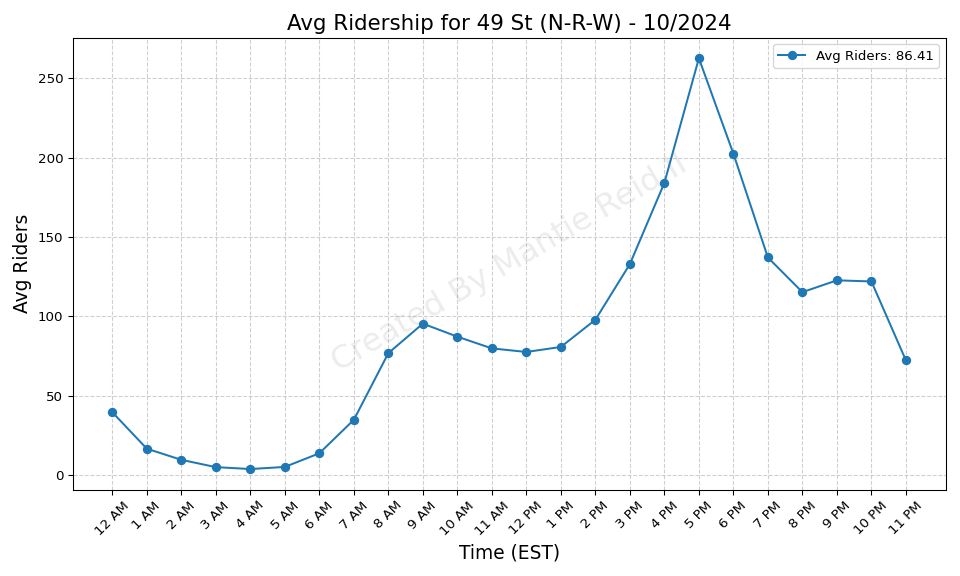 Avg Ridership for 49 St (N-R-W) - 10/2024
Avg Riders: 86.41
Avg Riders
250
200
150
100
50
0
Created By Mantie Reid II
12 AM 1 AM 2 AM 3 AM 4 AM 5 AM 6 AM 7 AM 8 AM 9 AM 10 AM 11 AM 12 PM 1 PM 2 PM 3 PM 4 PM 5 PM 6 PM 7 PM 8 PM 9 PM 10 PM 11 PM
Time (EST)